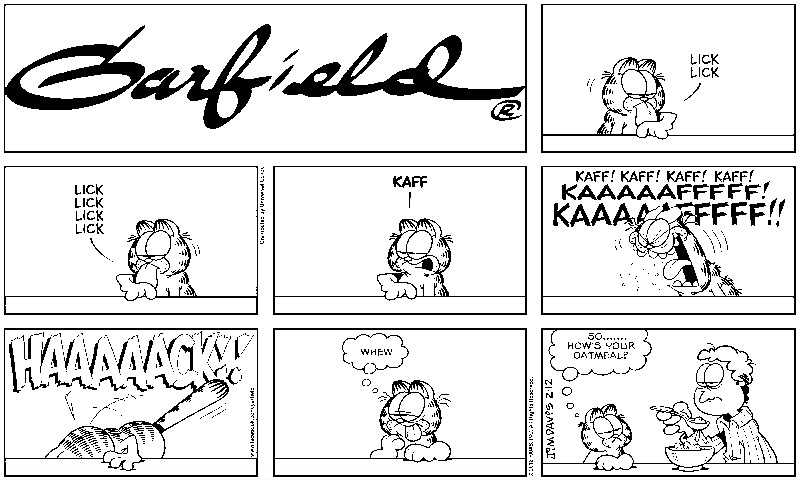 Garfield
®
LICK
LICK
LICK
LICK
LICK
LICK
KAFF
KAFF! KAFF! KAFF! KAFF!
KAAAAAFFFFF!
KAAAAAFFFFF!!
HAAAAAACK!!
WHEW
SO.....
HOW'S YOUR
OATMEAL?
JIM DAVIS 2-12